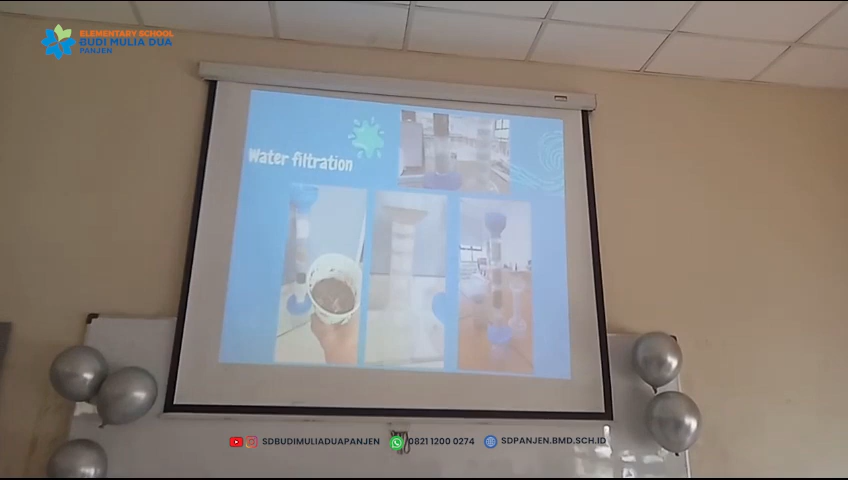 ELEMENTARY SCHOOL
BUDI MULIA DUA
PANJEN
Water filtration
SDBUDIMULIADUAPANJEN
0821 1200 0274
SDPANJEN.BMD.SCH.ID